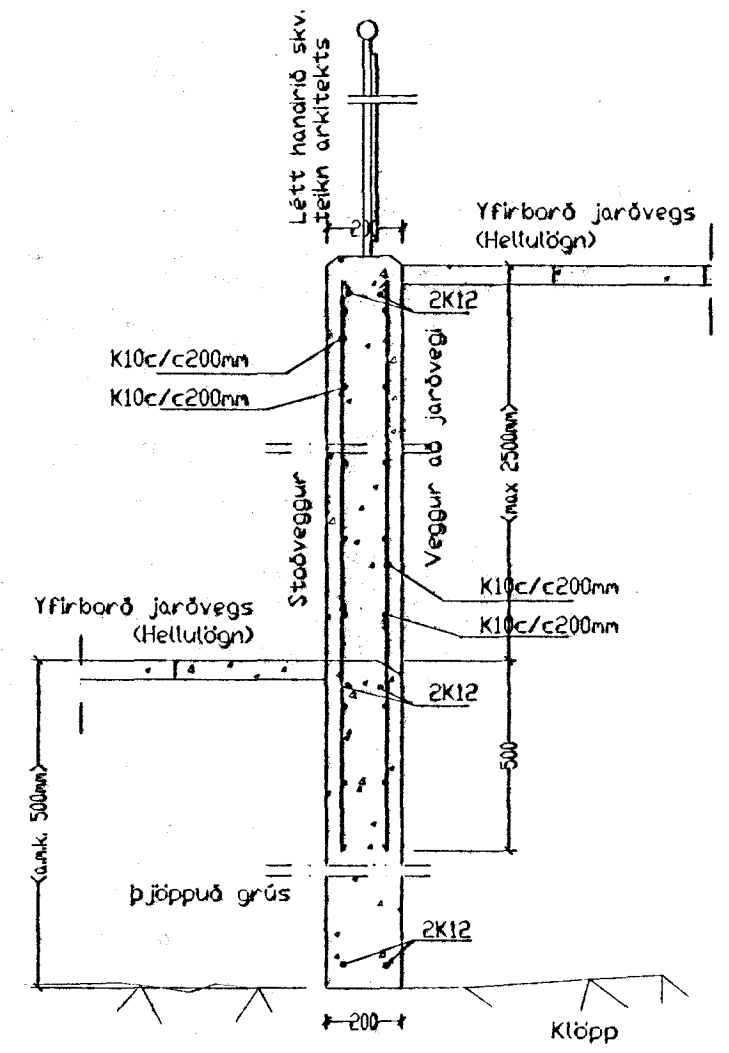 Létt handrið skv.
teikn arkitekts
200
Yfirborð jarðvegs
(Hellulögn)
2K12
K10c/c200mm
K10c/c200mm
Stoðveggur
Veggur að jarðvegi
(max 2500mm)
K10c/c200mm
K10c/c200mm
Yfirborð jarðvegs
(Hellulögn)
2K12
500
(a.m.k. 500mm)
þjöppuð grús
2K12
200
Klöpp